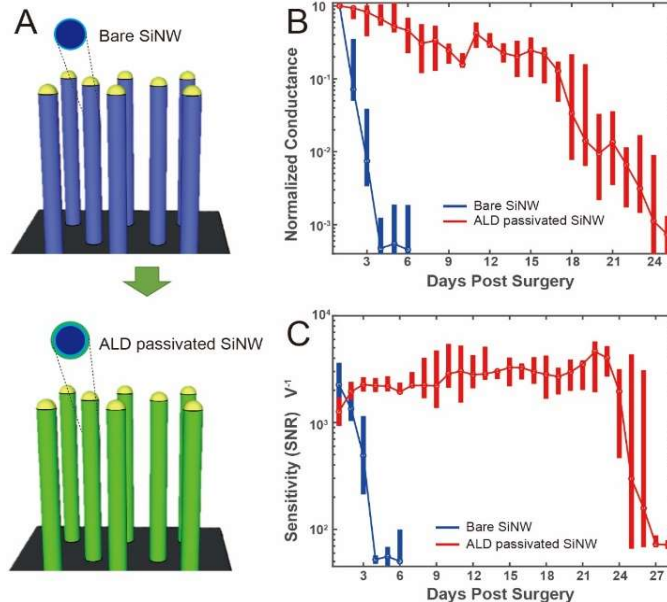 A
Bare SiNW
ALD passivated SiNW
B
Normalized Conductance
10
10-1
10-2
10-3
Bare SiNW
ALD passivated SiNW
3 6 9 12 15 18 21 24
Days Post Surgery
C
Sensitivity (SNR) V-1
10⁴
10³
10²
Bare SiNW
ALD passivated SiNW
3 6 9 12 15 18 21 24 27
Days Post Surgery